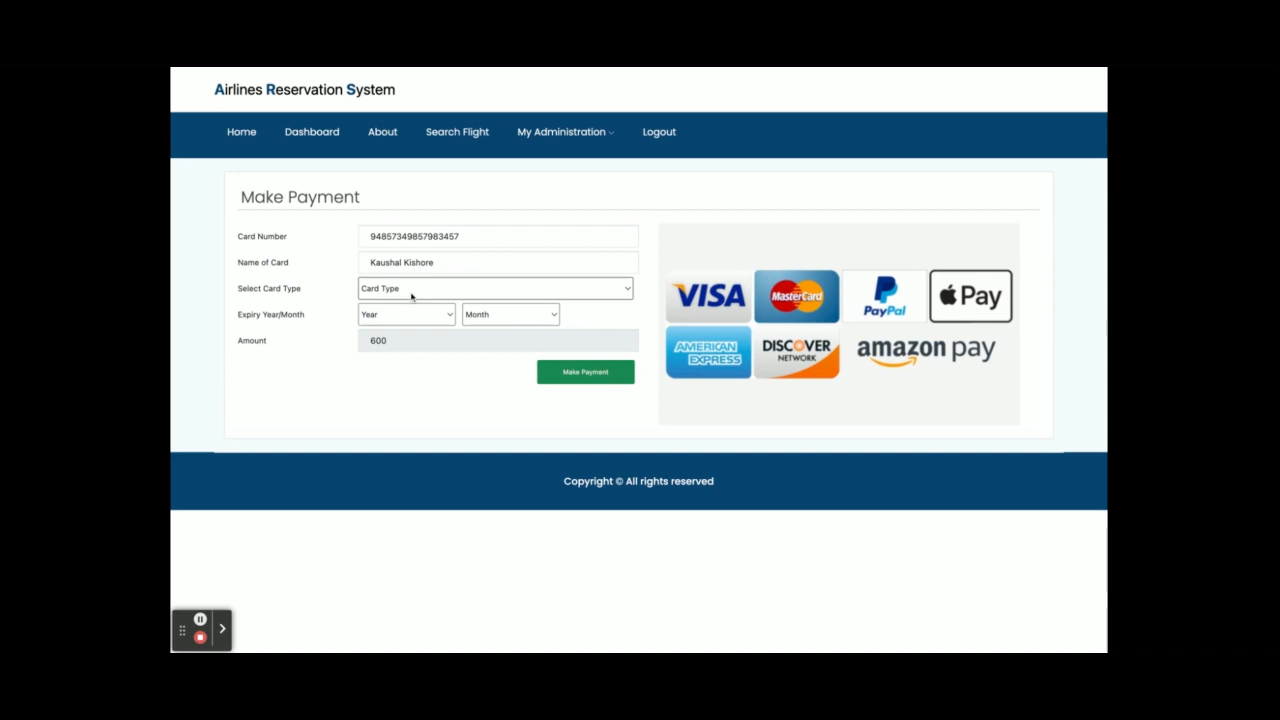 Airlines Reservation System
Home Dashboard About Search Flight My Administration Logout
Make Payment
Card Number 94857349857983457
Name of Card Kaushal Kishore
Select Card Type Card Type
Expiry Year/Month Year Month
Amount 600
Make Payment
VISA MasterCard PayPal Pay
AMERICAN EXPRESS DISCOVER NETWORK amazon pay
Copyright © All rights reserved